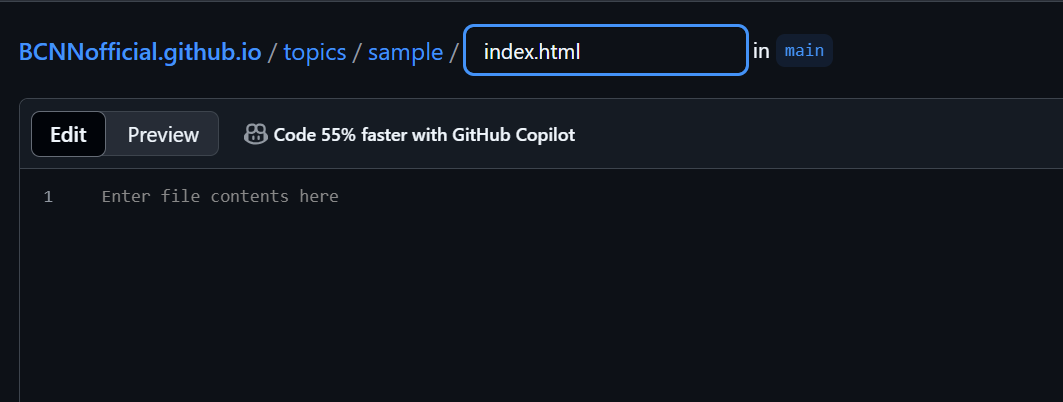 BCNNofficial.github.io / topics / sample / index.html in main
Edit Preview Code 55% faster with GitHub Copilot
1 Enter file contents here